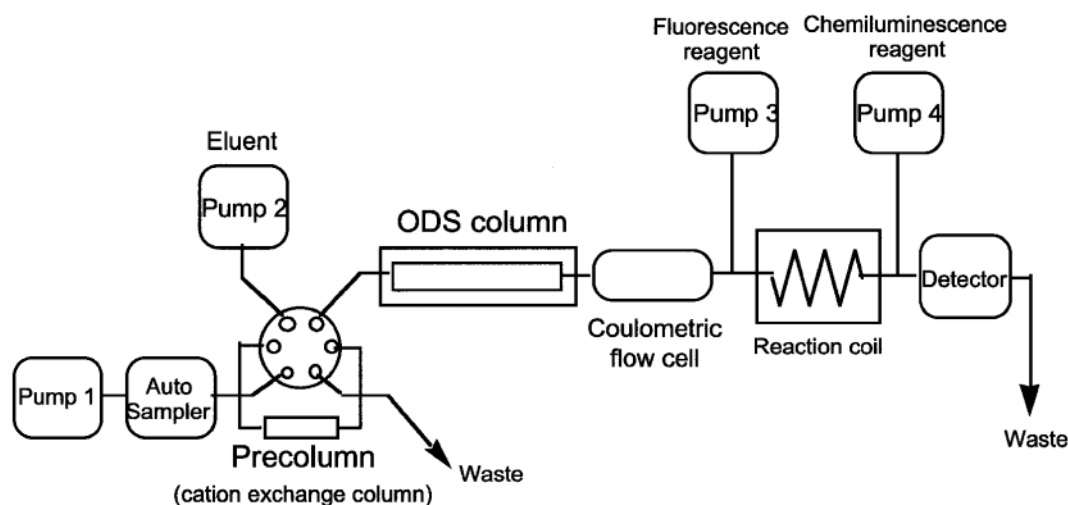 Fluorescence
reagent
Chemiluminescence
reagent
Pump 3
Pump 4
Eluent
Pump 2
ODS column
Detector
Coulometric
flow cell
Reaction coil
Pump 1
Auto
Sampler
Precolumn
(cation exchange column)
Waste
Waste